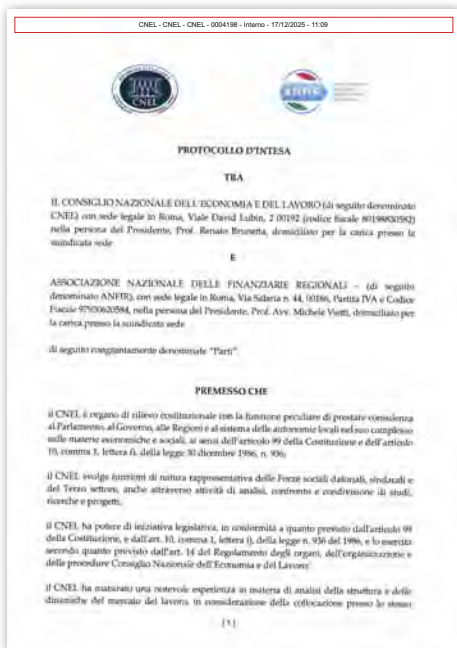 CNEL - CNEL - CNEL - 0004198 - Interno - 17/12/2025 - 11:09
CNEL
ANFIR
PROTOCOLLO D'INTESA
TRA
IL CONSIGLIO NAZIONALE DELL'ECONOMIA E DEL LAVORO (di seguito denominato
CNEL) con sede legale in Roma, Viale David Lubin, 2 00192 (codice fiscale 80198830582)
nella persona del Presidente, Prof. Renato Brunetta, domiciliato per la carica presso la
suindicata sede
E
ASSOCIAZIONE NAZIONALE DELLE FINANZIARIE REGIONALI – (di seguito
denominato ANFIR), con sede legale in Roma, Via Salaria n. 44, 00186, Partita IVA e Codice
Fiscale 97930620584, nella persona del Presidente, Prof. Avv. Michele Vietti, domiciliato per
la carica presso la suindicata sede
di seguito congiuntamente denominate "Parti".
PREMESSO CHE
il CNEL è organo di rilievo costituzionale con la funzione peculiare di prestare consulenza
al Parlamento, al Governo, alle Regioni e al sistema delle autonomie locali nel suo complesso
sulle materie economiche e sociali, ai sensi dell'articolo 99 della Costituzione e dell'articolo
10, comma 1, lettera f), della legge 30 dicembre 1986, n. 936;
il CNEL svolge funzioni di natura rappresentativa delle Forze sociali datoriali, sindacali e
del Terzo settore, anche attraverso attività di analisi, confronto e condivisione di studi,
ricerche e progetti;
il CNEL ha potere di iniziativa legislativa, in conformità a quanto previsto dall'articolo 99
della Costituzione, e dall'art. 10, comma 1, lettera i), della legge n. 936 del 1986, e lo esercita
secondo quanto previsto dall'art. 14 del Regolamento degli organi, dell'organizzazione e
delle procedure Consiglio Nazionale dell'Economia e del Lavoro;
il CNEL ha maturato una notevole esperienza in materia di analisi della struttura e delle
dinamiche del mercato del lavoro, in considerazione della collocazione presso lo stesso
[1]